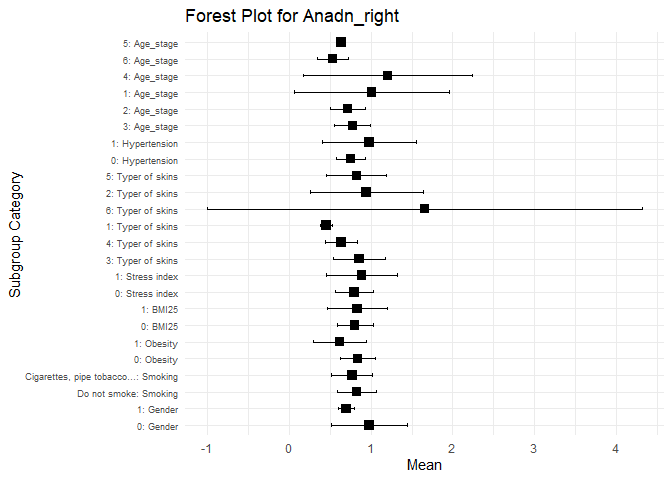 Forest Plot for Anadn_right
Subgroup Category
5: Age_stage
6: Age_stage
4: Age_stage
1: Age_stage
2: Age_stage
3: Age_stage
1: Hypertension
0: Hypertension
5: Typer of skins
2: Typer of skins
6: Typer of skins
1: Typer of skins
4: Typer of skins
3: Typer of skins
1: Stress index
0: Stress index
1: BMI25
0: BMI25
1: Obesity
0: Obesity
Cigarettes, pipe tobacco...: Smoking
Do not smoke: Smoking
1: Gender
0: Gender
-1 0 1 2 3 4
Mean